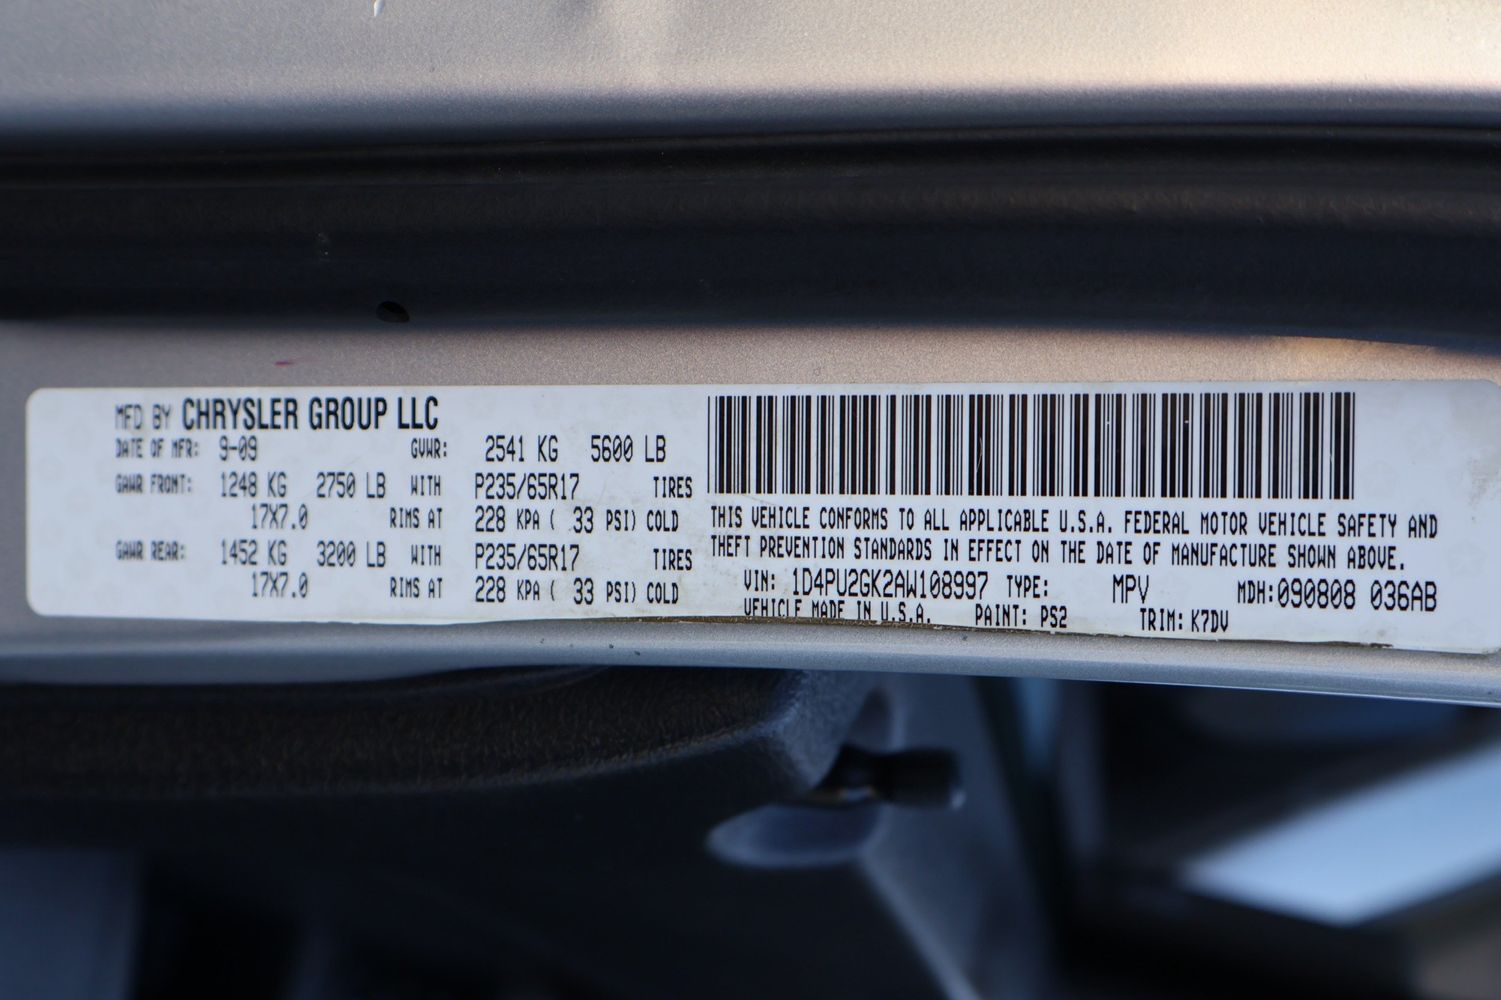 MFD BY CHRYSLER GROUP LLC
DATE OF MFR: 9-09 GVWR: 2541 KG 5600 LB
GAWR FRONT: 1248 KG 2750 LB WITH P235/65R17 TIRES
17X7.0 RIMS AT 228 KPA ( 33 PSI) COLD
GAWR REAR: 1452 KG 3200 LB WITH P235/65R17 TIRES
17X7.0 RIMS AT 228 KPA ( 33 PSI) COLD
THIS VEHICLE CONFORMS TO ALL APPLICABLE U.S.A. FEDERAL MOTOR VEHICLE SAFETY AND
THEFT PREVENTION STANDARDS IN EFFECT ON THE DATE OF MANUFACTURE SHOWN ABOVE.
VIN: 1D4PU2GK2AW108997 TYPE: MPV MDH:090808 036AB
VEHICLE MADE IN U.S.A. PAINT: PS2 TRIM: K7DV